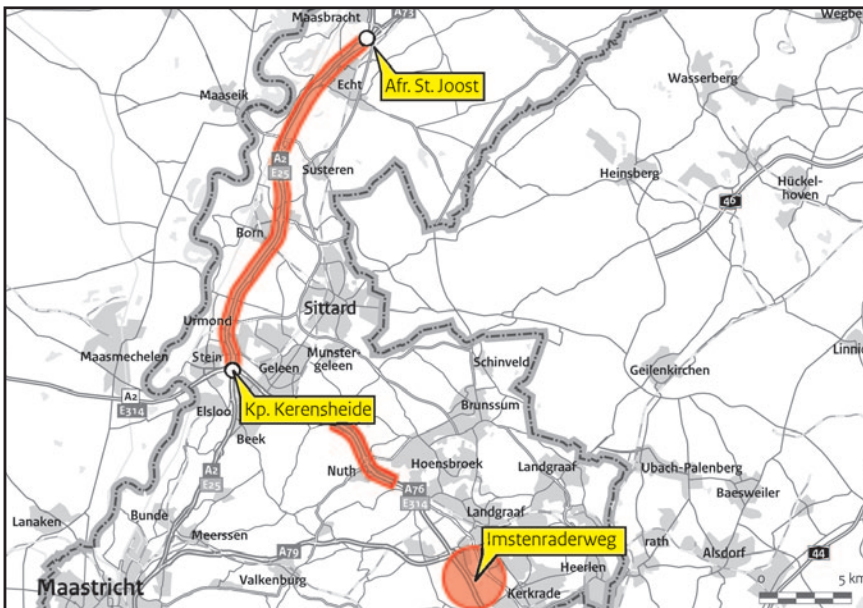 Maasbracht
A73
Wegberg
Afr. St. Joost
Echt
Maaseik
Wasserberg
A2
E25
Susteren
Heinsberg
Hückel-
hoven
46
Born
Urmond
Sittard
Maasmechelen
Stein
Geleen
Munster-
geleen
Schinveld
Linnic
Geilenkirchen
A2
E314
Kp. Kerensheide
Elsloo
Brunssum
Beek
A2
E25
Nuth
Hoensbroek
Landgraaf
Ubach-Palenberg
A76
E314
Baesweiler
Lanaken
Bunde
Meerssen
Landgraaf
Imstenraderweg
rath
Alsdorf
44
A79
Valkenburg
Heerlen
Maastricht
Kerkrade
0
5 km